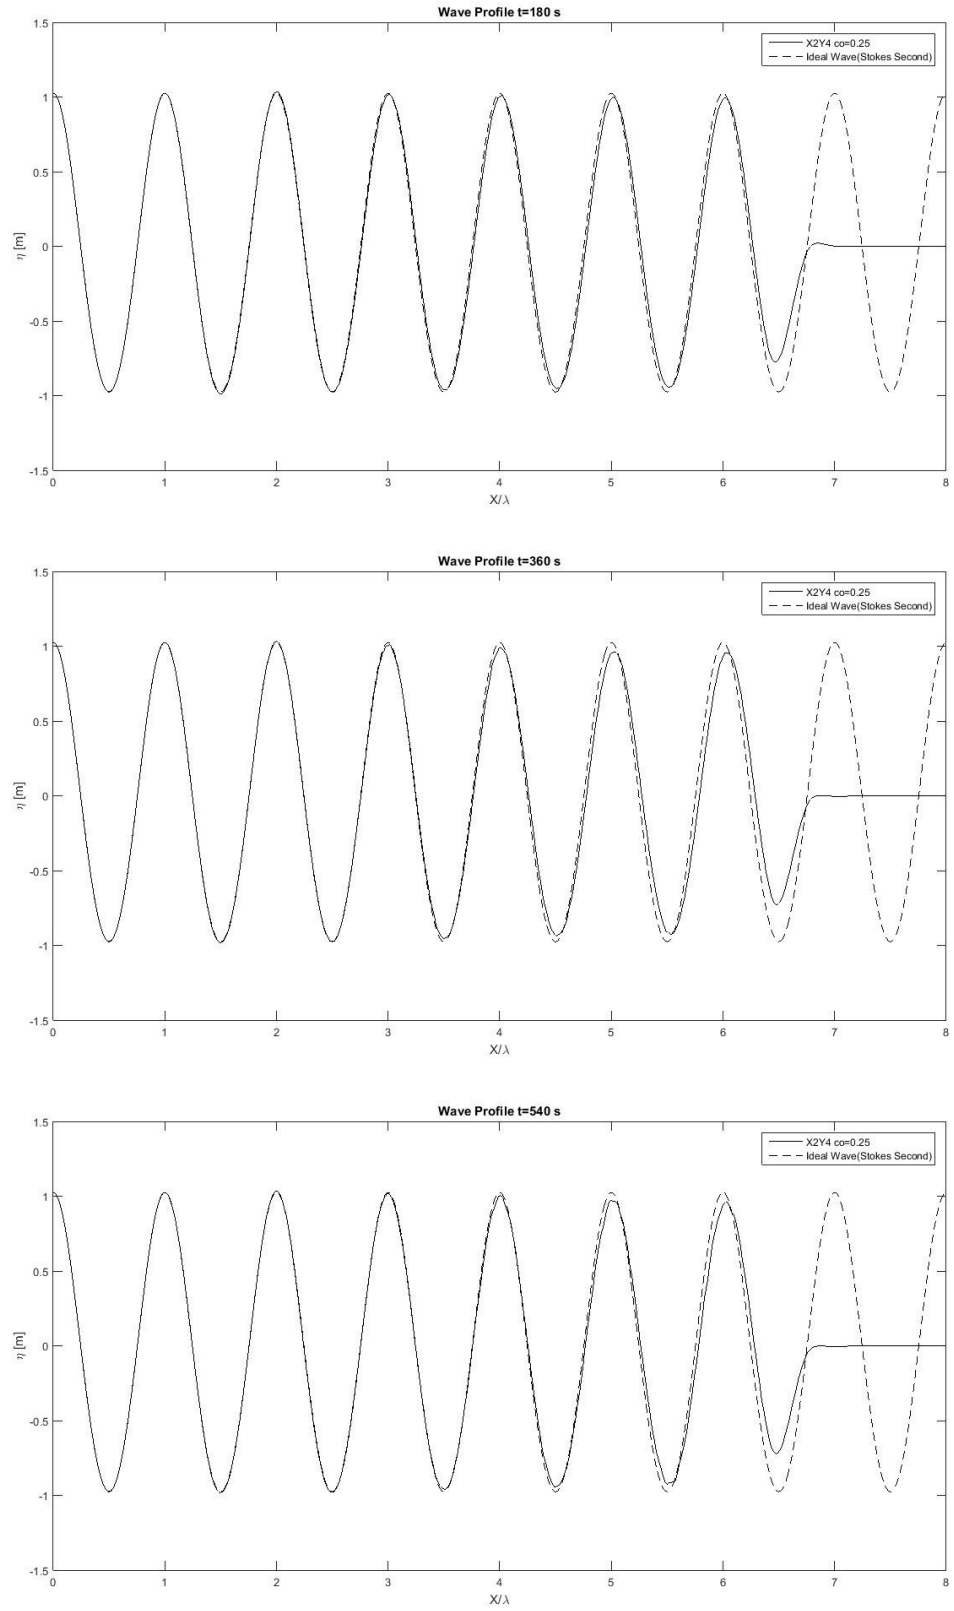 Wave Profile t=180 s
1.5
X2Y4 co=0.25
Ideal Wave(Stokes Second)
1
0.5
η [m]
0
-0.5
-1
-1.5
0 1 2 3 4 5 6 7 8
X/λ
Wave Profile t=360 s
1.5
X2Y4 co=0.25
Ideal Wave(Stokes Second)
1
0.5
η [m]
0
-0.5
-1
-1.5
0 1 2 3 4 5 6 7 8
X/λ
Wave Profile t=540 s
1.5
X2Y4 co=0.25
Ideal Wave(Stokes Second)
1
0.5
η [m]
0
-0.5
-1
-1.5
0 1 2 3 4 5 6 7 8
X/λ